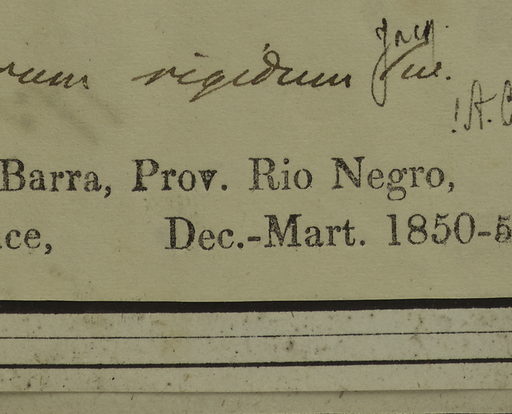 rum rigidum
! A. C
Barra, Prov. Rio Negro,
ce, Dec.-Mart. 1850-5